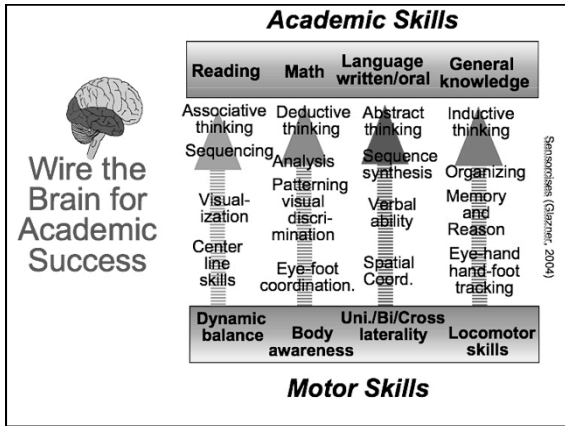 Academic Skills
Reading
Math
Language
written/oral
General
knowledge
Wire the
Brain for
Academic
Success
Associative
thinking
Sequencing
Visual-
ization
Center
line
skills
Deductive
thinking
Analysis
Patterning
visual
discri-
mination
Eye-foot
coordination.
Abstract
thinking
Sequence
synthesis
Verbal
ability
Spatial
Coord.
Inductive
thinking
Organizing
Memory
and
Reason
Eye-hand
hand-foot
tracking
Sensorcises (Glazner, 2004)
Dynamic
balance
Body
awareness
Uni./Bi/Cross
laterality
Locomotor
skills
Motor Skills